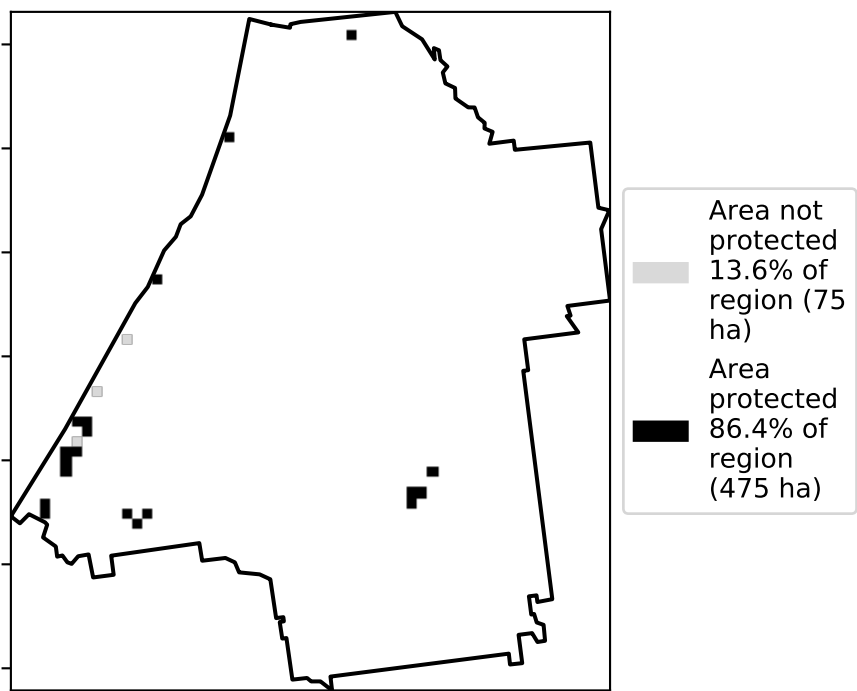 Area not
protected
13.6% of
region (75
ha)
Area
protected
86.4% of
region
(475 ha)